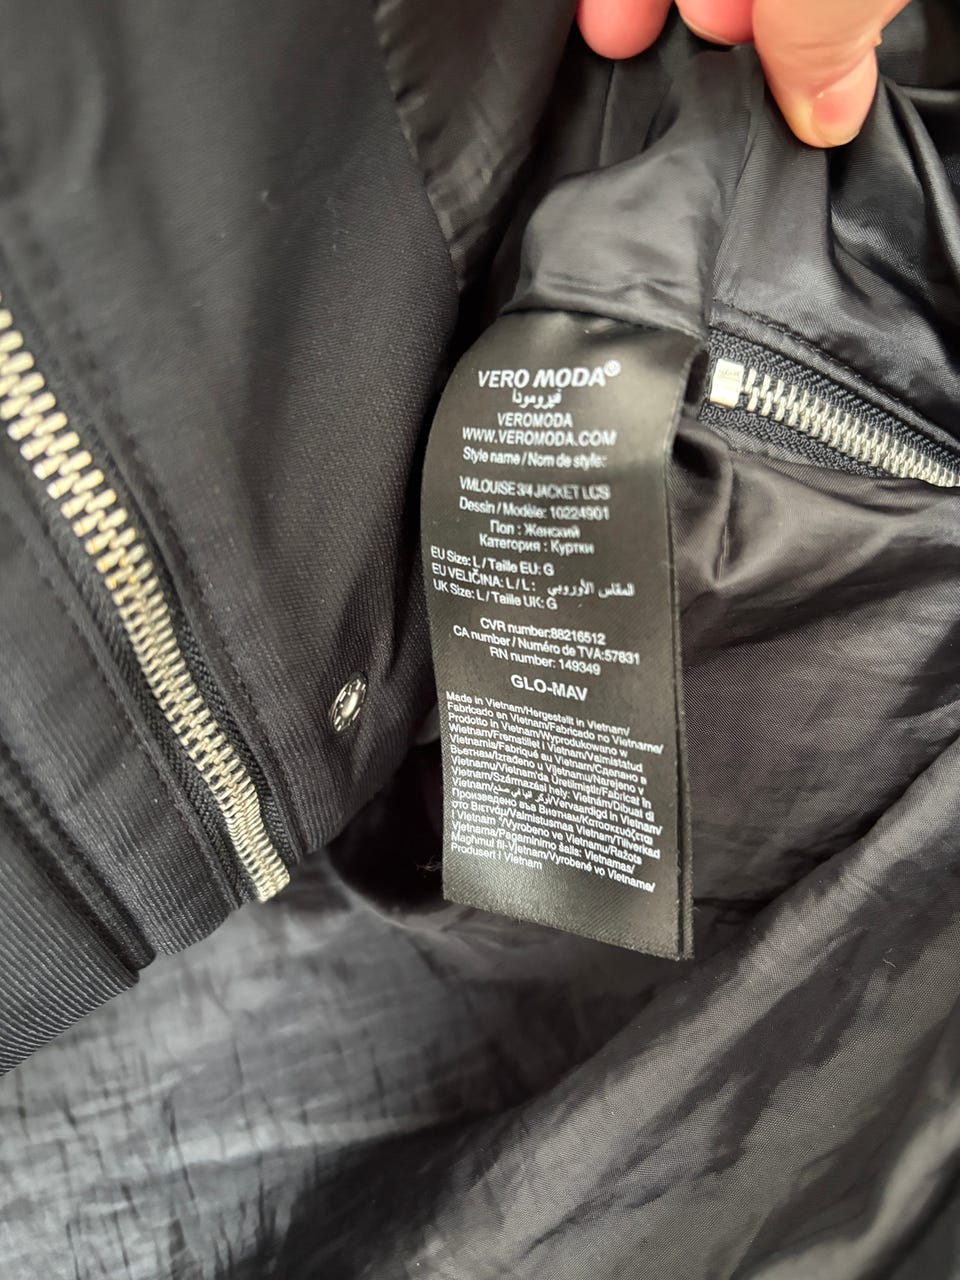 VERO MODA®
فيرومودا
VEROMODA
WWW.VEROMODA.COM
Style name / Nom de style:
VMLOUISE 3/4 JACKET LCS
Dessin / Modèle: 10224901
Пол : Женский
Категория : Куртки
EU Size: L / Taille EU: G
EU VELIČINA: L / L : المقاس الأوروبي
UK Size: L / Taille UK: G
CVR number:88216512
CA number / Numéro de TVA:57831
RN number: 149349
GLO-MAV
Made in Vietnam/Hergestellt in Vietnam/
Fabricado en Vietnam/Fabricado no Vietname/
Prodotto in Vietnam/Wyprodukowano w
Wietnam/Fremstillet i Vietnam/Valmistatud
Vietnamis/Fabriqué au Vietnam/Сделано в
Вьетнам/Izrađeno u Vijetnamu/Narejeno v
Vietnamu/Vietnam'da Üretilmiştir/Fabricat în
Vietnam/Származási hely: Vietnám/Dibuat di
Vietnam/ Vervaardigd in Vietnam/
Произведено във Виетнам/Κατασκευάζεται
στο Βιετνάμ/Valmistusmaa Vietnam/Tillverkad
i Vietnam /Vyrobeno ve Vietnamu/Ražots
Vjetnamā/Pagaminimo šalis: Vietnamas/
Magħmul fil-Vjetnam/Vyrobené vo Vietname/
Produsert i Vietnam